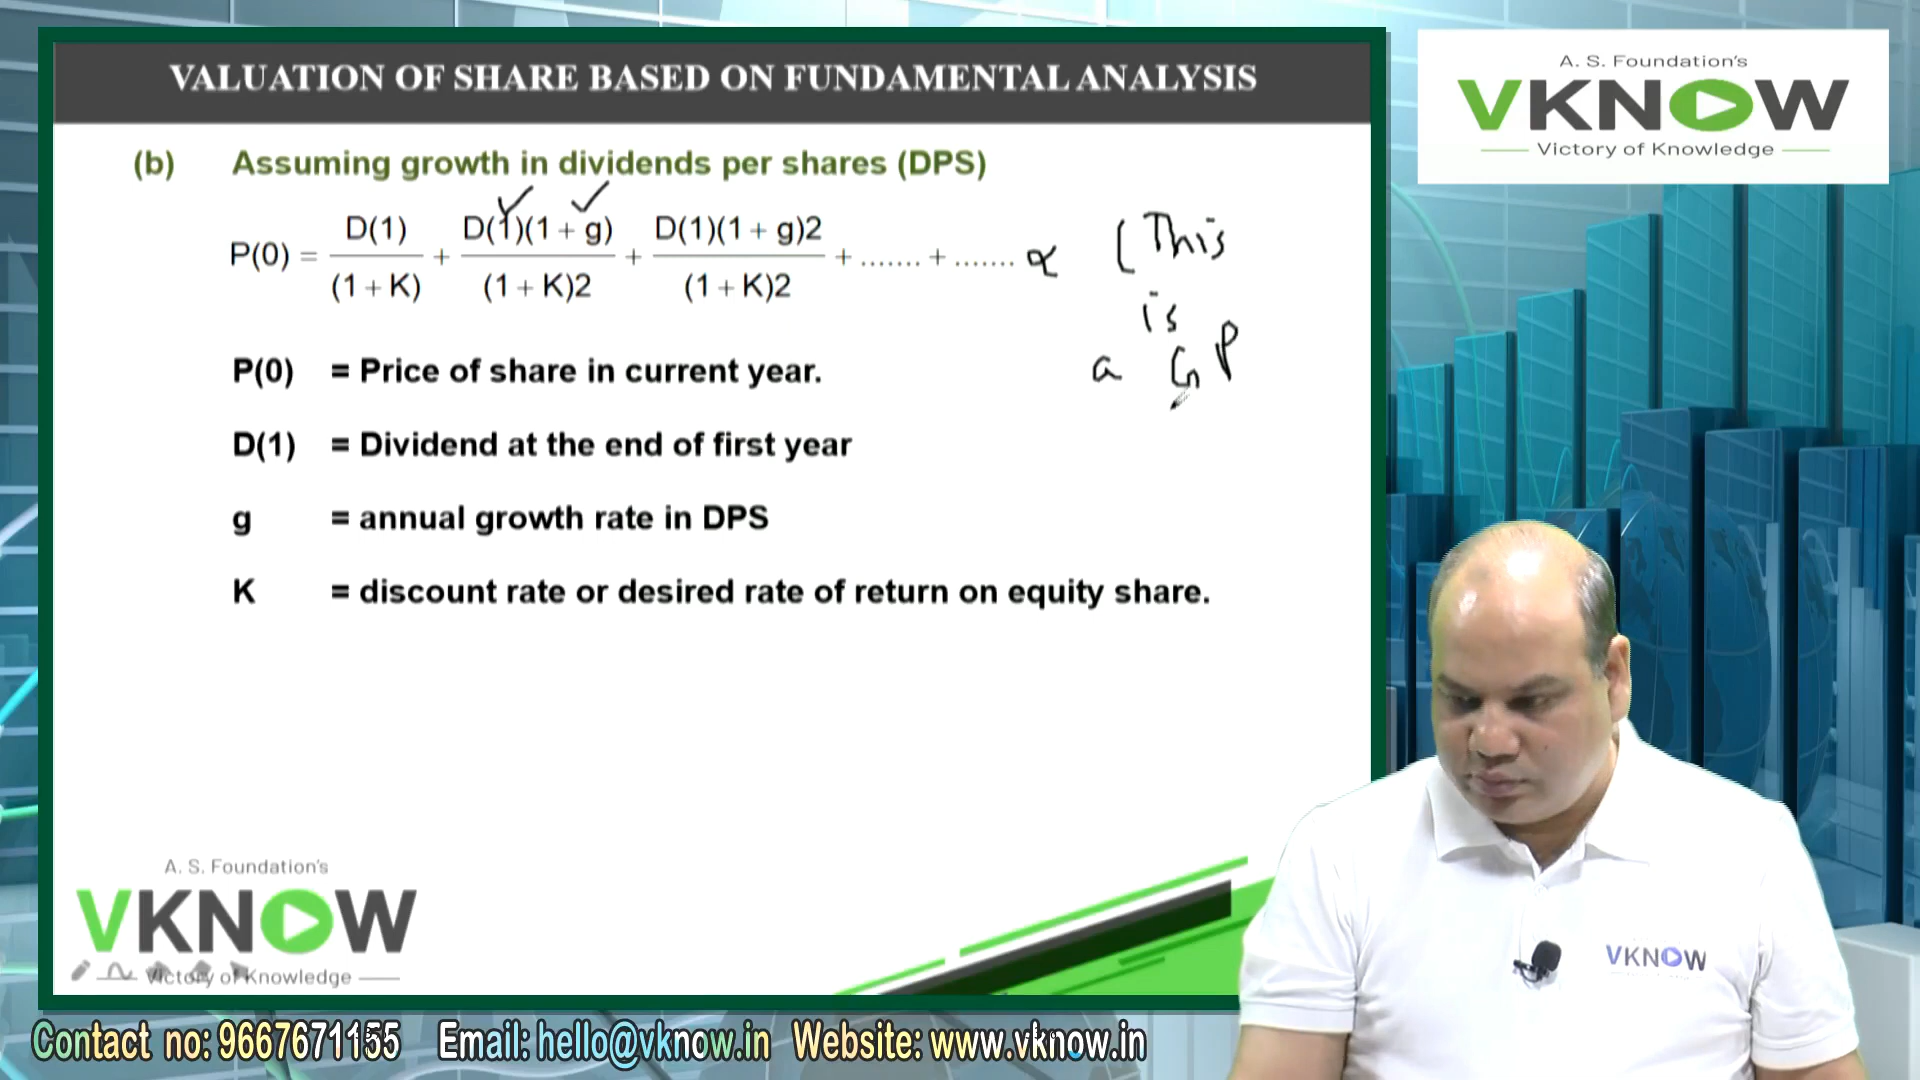 VALUATION OF SHARE BASED ON FUNDAMENTAL ANALYSIS
A. S. Foundation's
VKNOW
Victory of Knowledge
(b) Assuming growth in dividends per shares (DPS)
P(0) = D(1)/(1 + K) + D(1)(1 + g)/(1 + K)2 + D(1)(1 + g)2/(1 + K)2 + ....... + ....... ∝
(This
is
a GP
P(0) = Price of share in current year.
D(1) = Dividend at the end of first year
g = annual growth rate in DPS
K = discount rate or desired rate of return on equity share.
A. S. Foundation's
VKNOW
Victory of Knowledge
VKNOW
Contact no: 9667671155 Email: hello@vknow.in Website: www.vknow.in